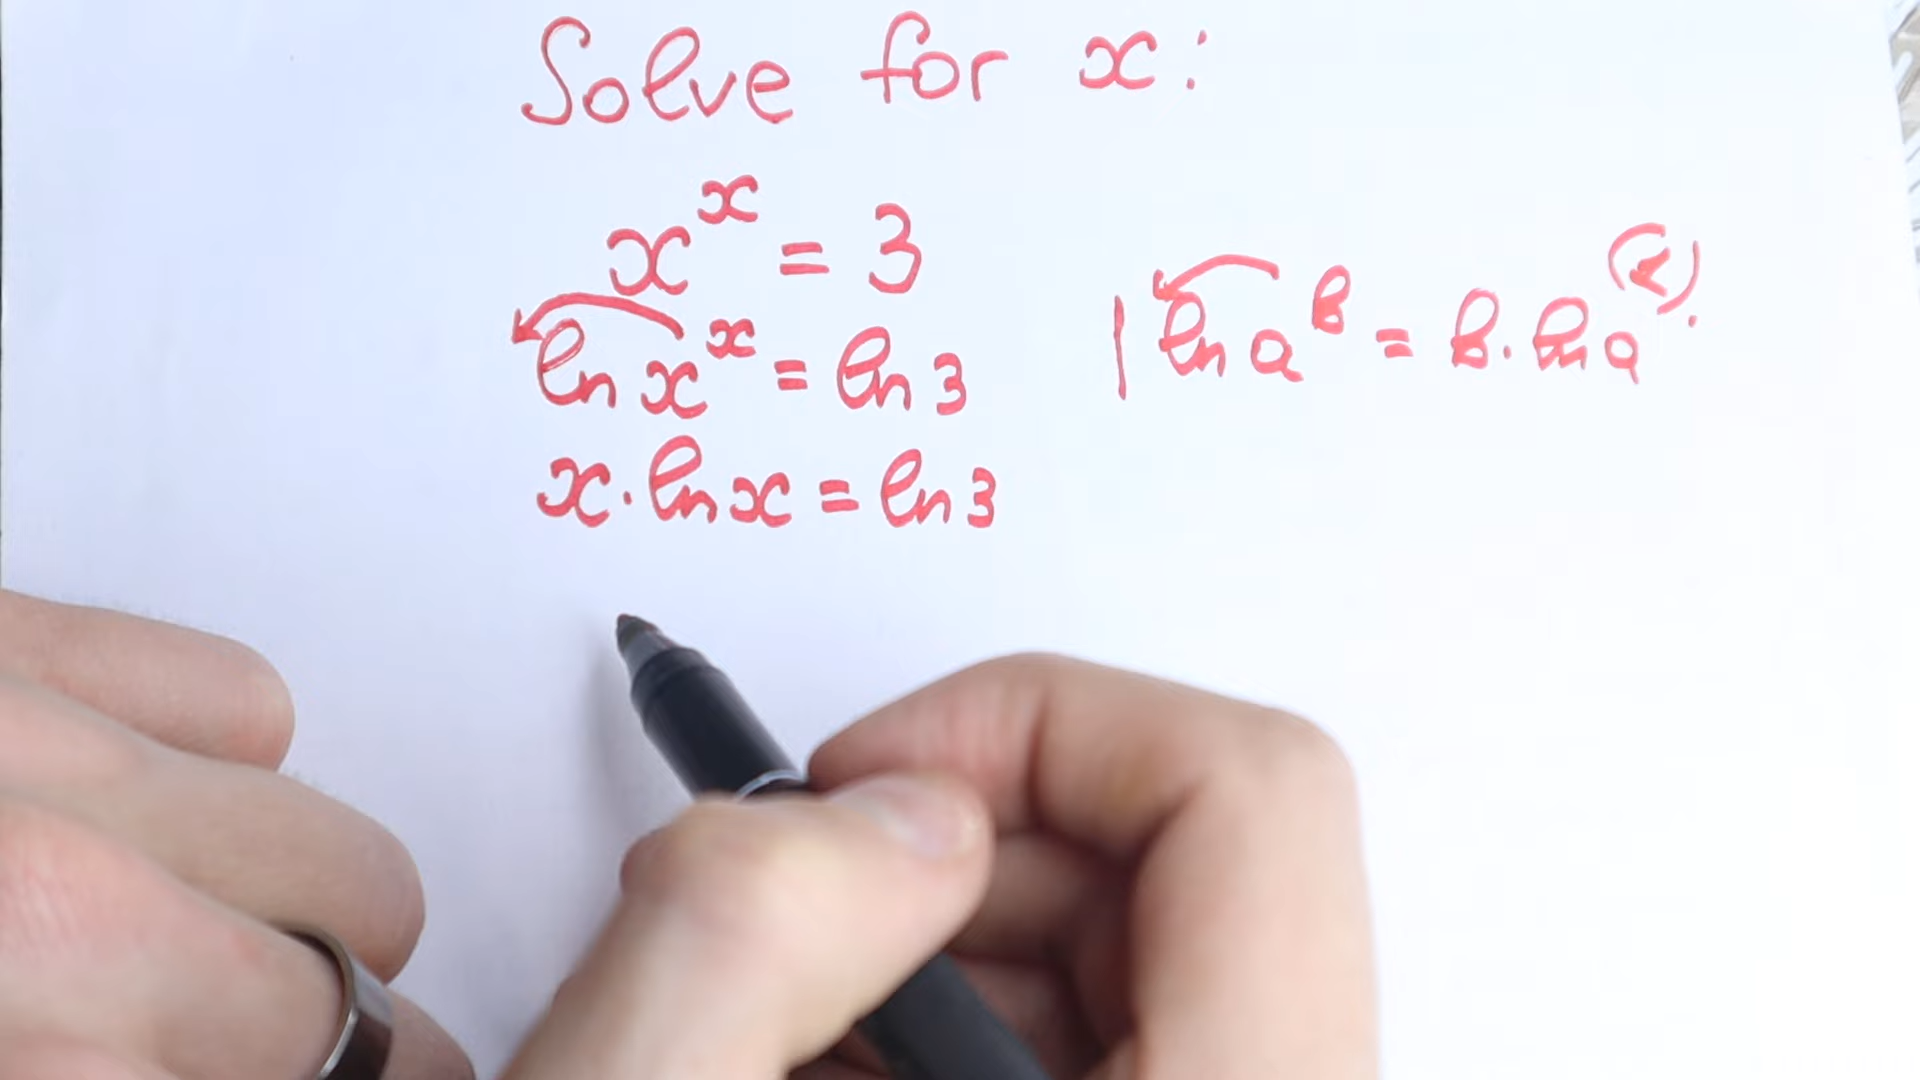 Solve for x:
x^x = 3
ln x^x = ln 3
x · ln x = ln 3
| ln a^b = b · ln a